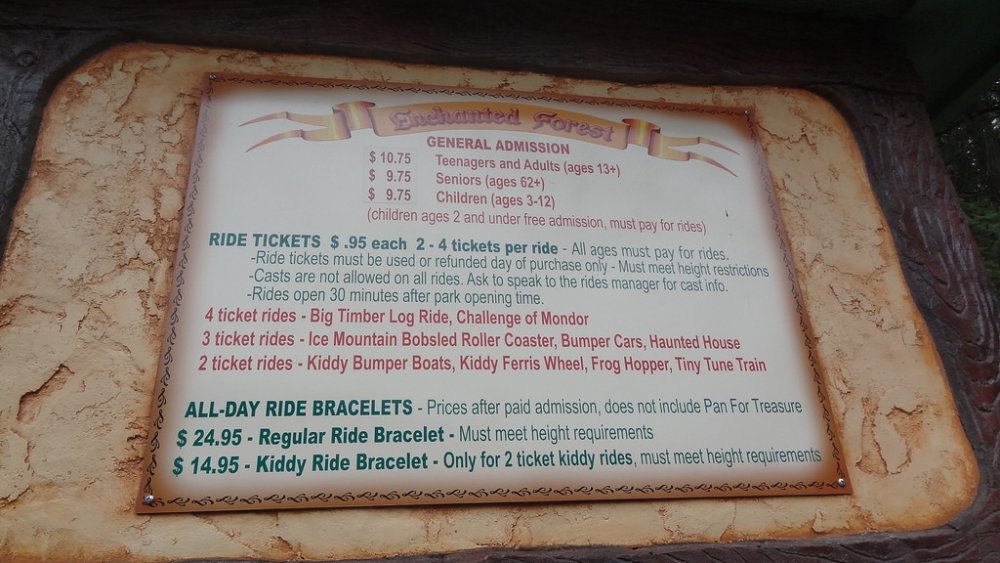 Enchanted Forest
GENERAL ADMISSION
$ 10.75 Teenagers and Adults (ages 13+)
$ 9.75 Seniors (ages 62+)
$ 9.75 Children (ages 3-12)
(children ages 2 and under free admission, must pay for rides)
RIDE TICKETS $ .95 each 2 - 4 tickets per ride - All ages must pay for rides.
-Ride tickets must be used or refunded day of purchase only - Must meet height restrictions
-Casts are not allowed on all rides. Ask to speak to the rides manager for cast info.
-Rides open 30 minutes after park opening time.
4 ticket rides - Big Timber Log Ride, Challenge of Mondor
3 ticket rides - Ice Mountain Bobsled Roller Coaster, Bumper Cars, Haunted House
2 ticket rides - Kiddy Bumper Boats, Kiddy Ferris Wheel, Frog Hopper, Tiny Tune Train
ALL-DAY RIDE BRACELETS - Prices after paid admission, does not include Pan For Treasure
$ 24.95 - Regular Ride Bracelet - Must meet height requirements
$ 14.95 - Kiddy Ride Bracelet - Only for 2 ticket kiddy rides, must meet height requirements